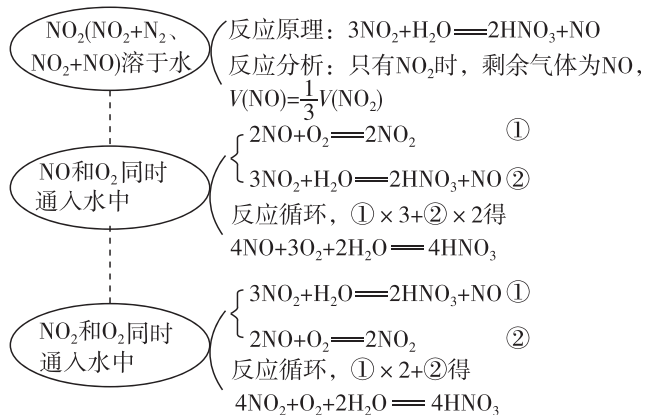 NO₂(NO₂+N₂、
NO₂+NO)溶于水
反应原理：3NO₂+H₂O══2HNO₃+NO
反应分析：只有NO₂时，剩余气体为NO，
V(NO)=1/3V(NO₂)
NO和O₂同时
通入水中
2NO+O₂══2NO₂ ①
3NO₂+H₂O══2HNO₃+NO ②
反应循环，①×3+②×2得
4NO+3O₂+2H₂O══4HNO₃
NO₂和O₂同时
通入水中
3NO₂+H₂O══2HNO₃+NO ①
2NO+O₂══2NO₂ ②
反应循环，①×2+②得
4NO₂+O₂+2H₂O══4HNO₃